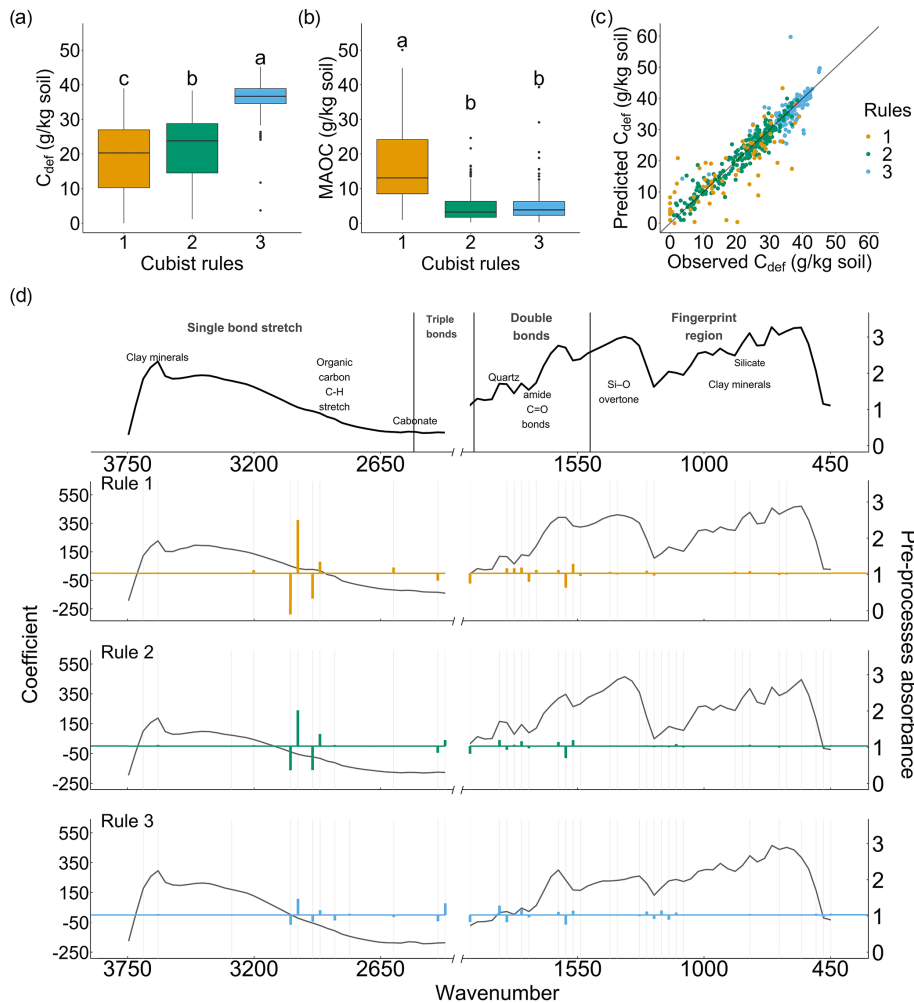 (a)
C_def (g/kg soil)
50
40
30
20
10
0
c
b
a
1 2 3
Cubist rules
(b)
MAOC (g/kg soil)
50
40
30
20
10
0
a
b
b
1 2 3
Cubist rules
(c)
Predicted C_def (g/kg soil)
60
50
40
30
20
10
0
0 10 20 30 40 50 60
Observed C_def (g/kg soil)
Rules
1
2
3
(d)
Single bond stretch
Triple
bonds
Double
bonds
Fingerprint
region
Clay minerals
Organic
carbon
C-H
stretch
Cabonate
Quartz
amide
C=O
bonds
Si–O
overtone
Silicate
Clay minerals
3
2
1
0
3750 3200 2650 1550 1000 450
Rule 1
550
350
150
-50
-250
3
2
1
0
Rule 2
550
350
150
-50
-250
3
2
1
0
Rule 3
550
350
150
-50
-250
3
2
1
0
3750 3200 2650 1550 1000 450
Coefficient
Pre-processes absorbance
Wavenumber